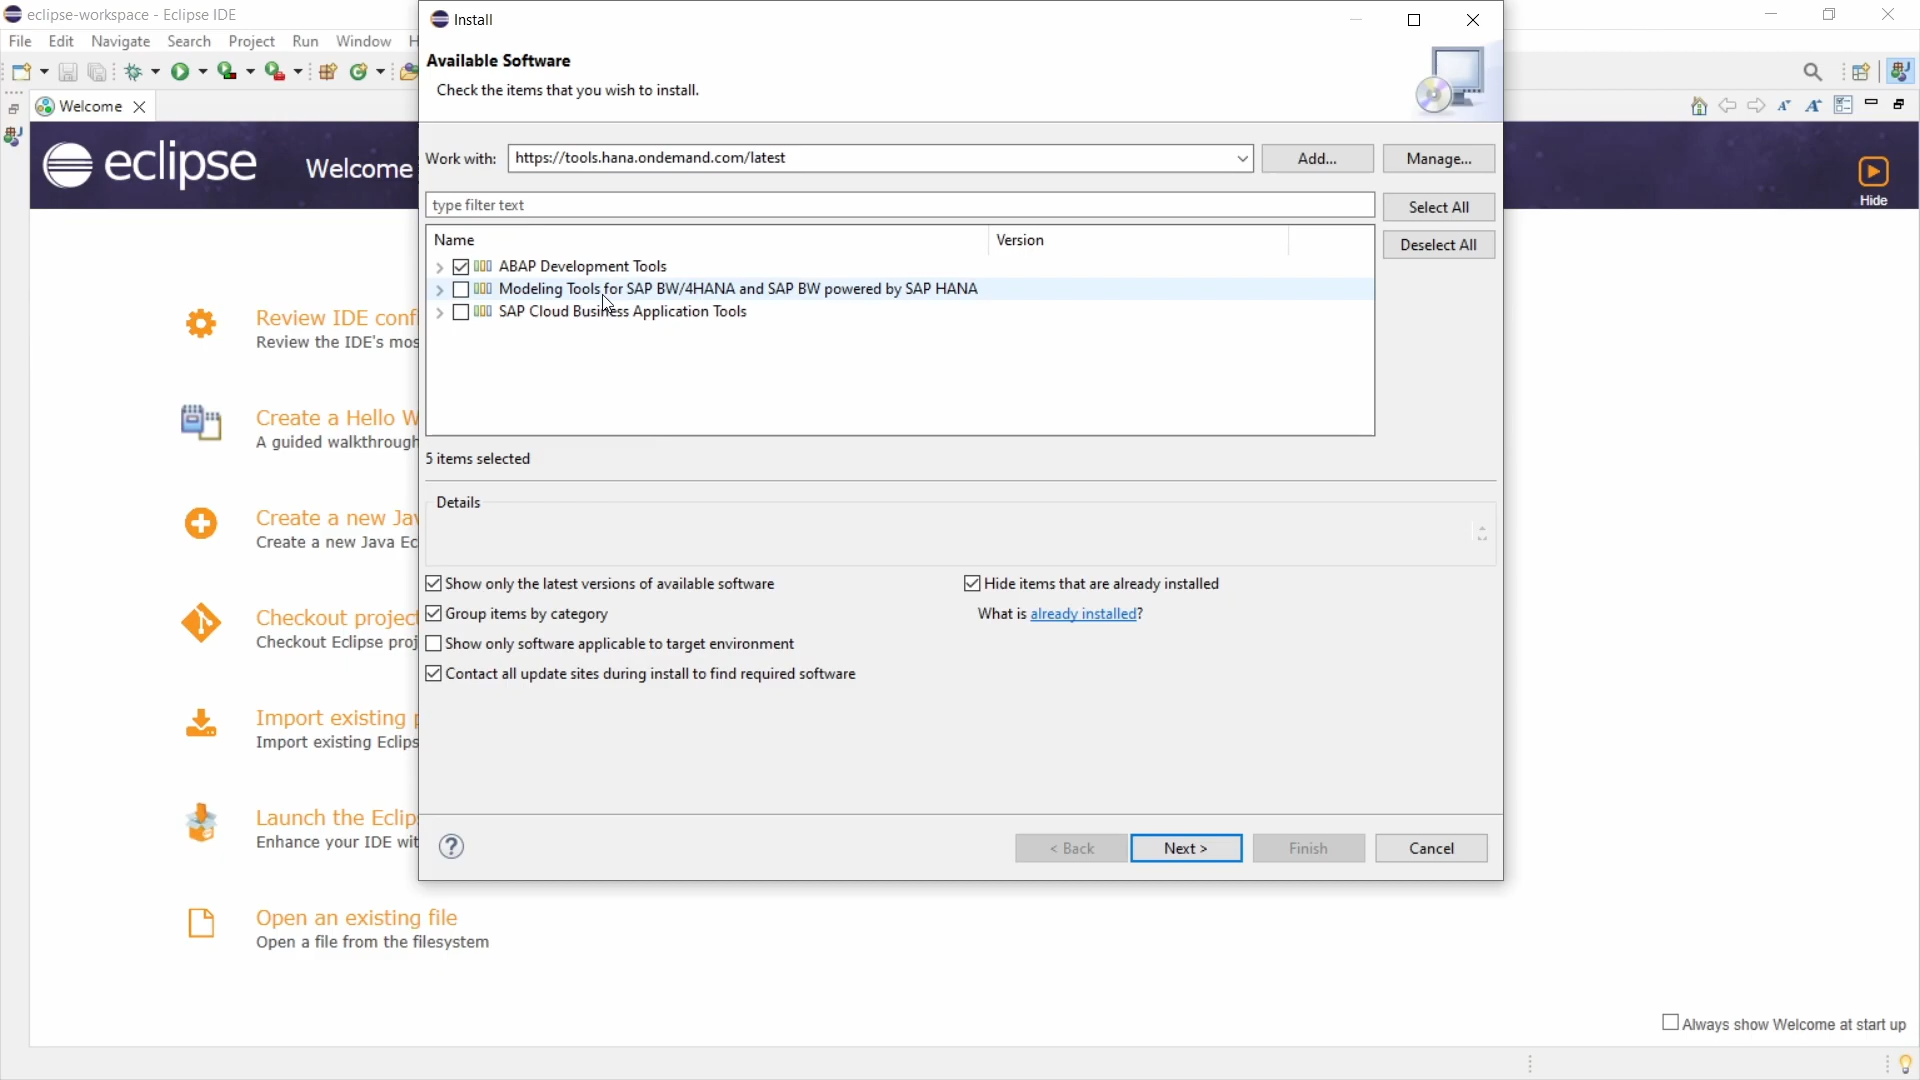 eclipse-workspace - Eclipse IDE
File Edit Navigate Search Project Run Window H
Welcome
eclipse Welcome
Hide
Review IDE conf
Review the IDE's mos
Create a Hello W
A guided walkthrough
Create a new Jav
Create a new Java Ec
Checkout project
Checkout Eclipse proj
Import existing p
Import existing Eclips
Launch the Eclip
Enhance your IDE wit
Open an existing file
Open a file from the filesystem
Always show Welcome at start up
Install
Available Software
Check the items that you wish to install.
Work with: https://tools.hana.ondemand.com/latest Add... Manage...
type filter text Select All
Name Version Deselect All
ABAP Development Tools
Modeling Tools for SAP BW/4HANA and SAP BW powered by SAP HANA
SAP Cloud Business Application Tools
5 items selected
Details
Show only the latest versions of available software Hide items that are already installed
Group items by category What is already installed?
Show only software applicable to target environment
Contact all update sites during install to find required software
? < Back Next > Finish Cancel